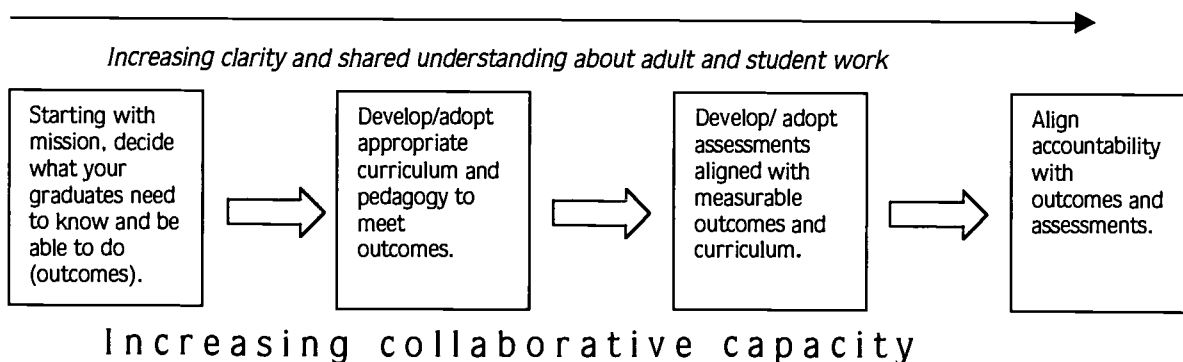 Increasing clarity and shared understanding about adult and student work
Starting with
mission, decide
what your
graduates need
to know and be
able to do
(outcomes).
Develop/adopt
appropriate
curriculum and
pedagogy to
meet
outcomes.
Develop/ adopt
assessments
aligned with
measurable
outcomes and
curriculum.
Align
accountability
with
outcomes and
assessments.
Increasing collaborative capacity